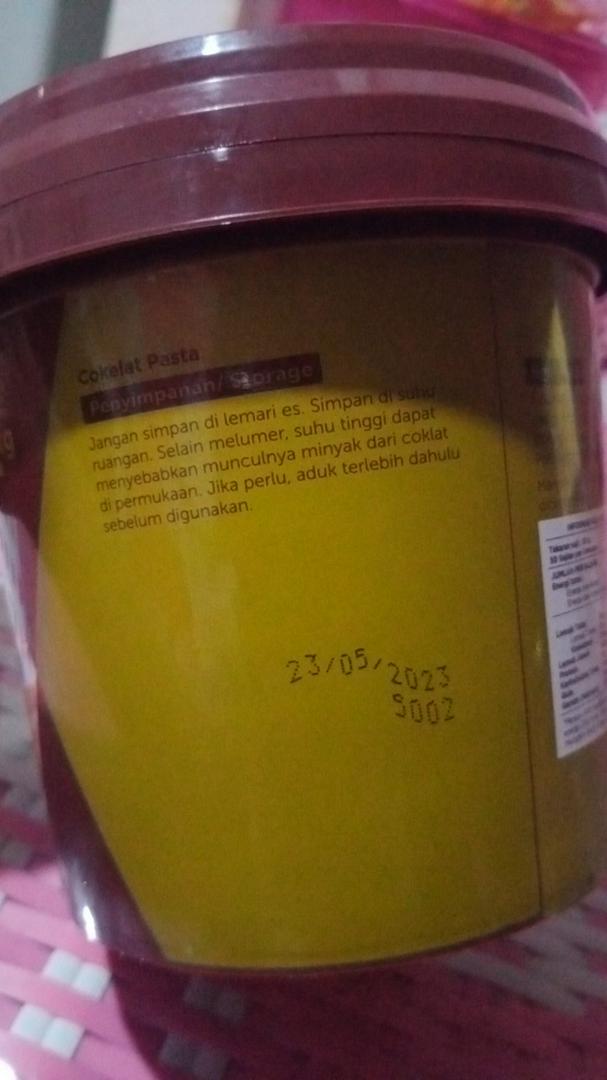 Cokelat Pasta
Penyimpanan/ Storage
Jangan simpan di lemari es. Simpan di suhu
ruangan. Selain melumer, suhu tinggi dapat
menyebabkan munculnya minyak dari coklat
di permukaan. Jika perlu, aduk terlebih dahulu
sebelum digunakan.
23/05/2023
9002